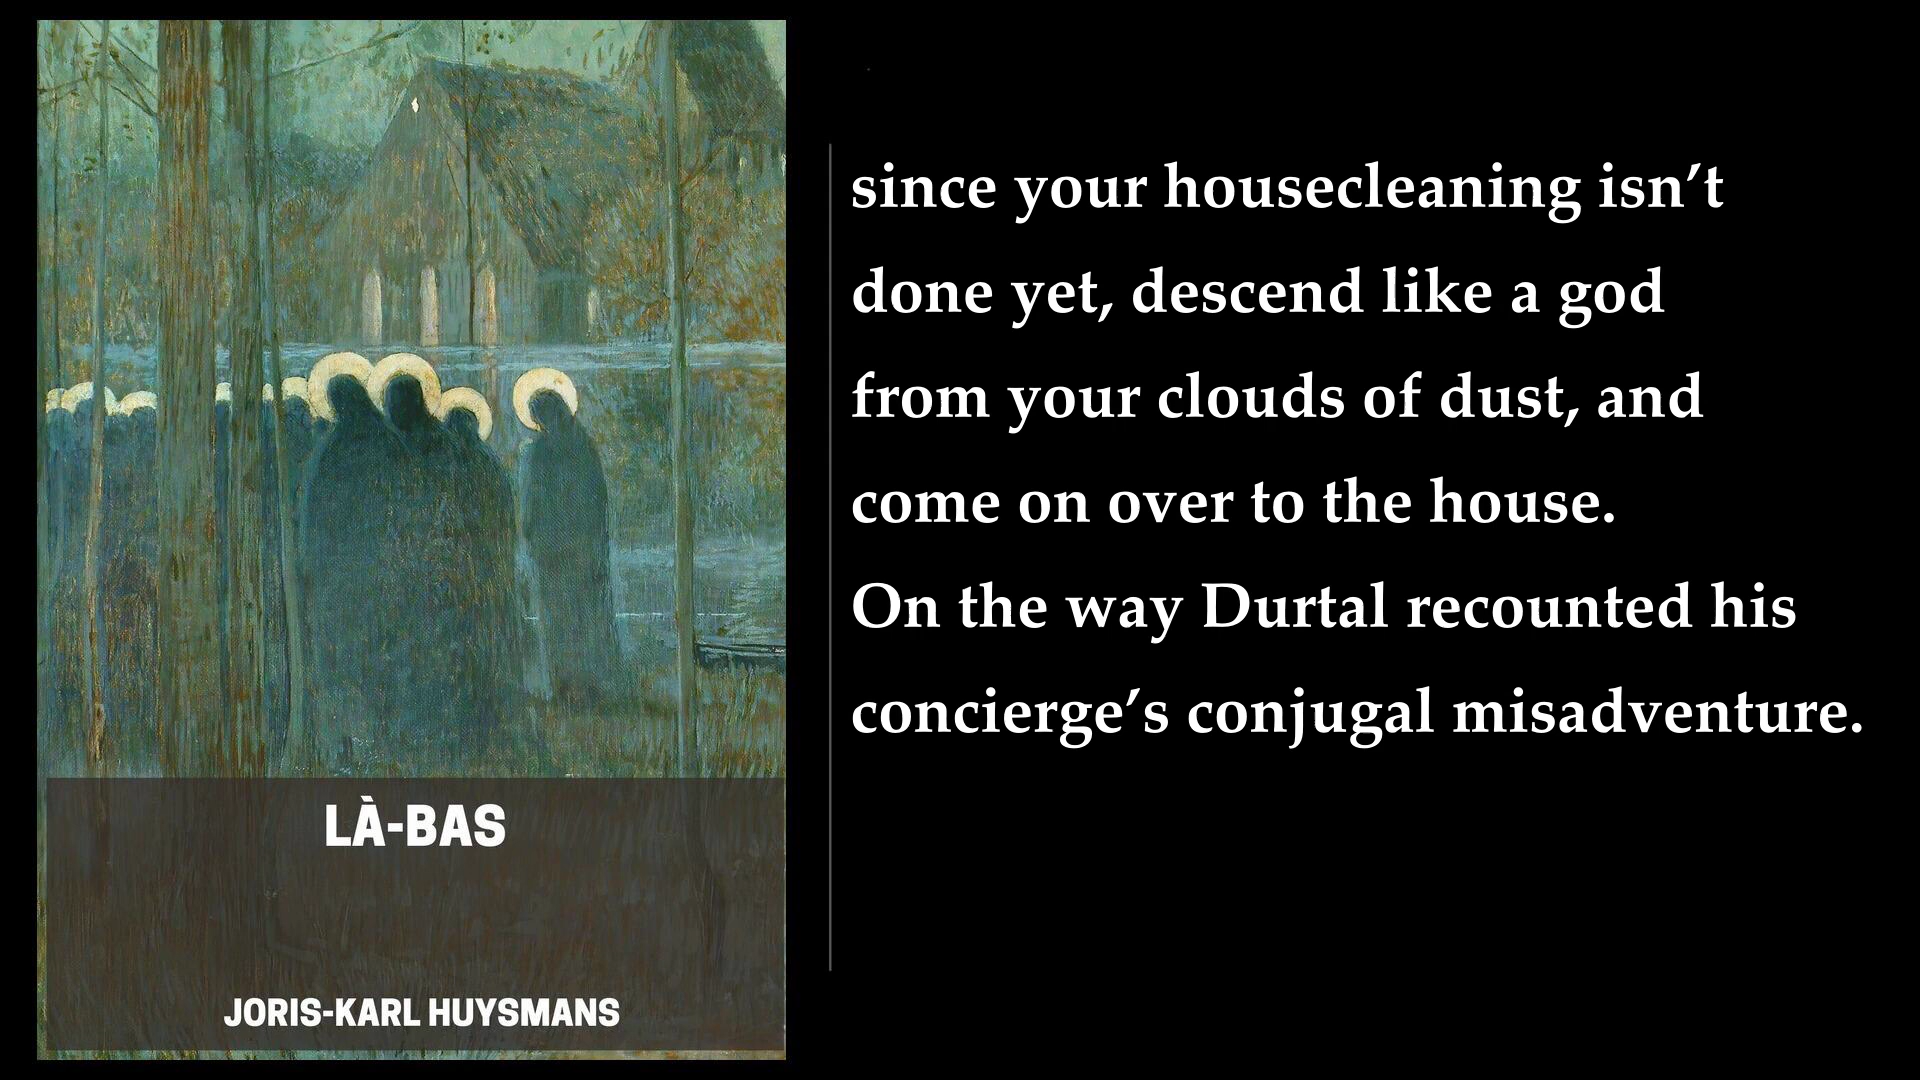 LÀ-BAS
JORIS-KARL HUYSMANS
since your housecleaning isn’t
done yet, descend like a god
from your clouds of dust, and
come on over to the house.
On the way Durtal recounted his
concierge’s conjugal misadventure.